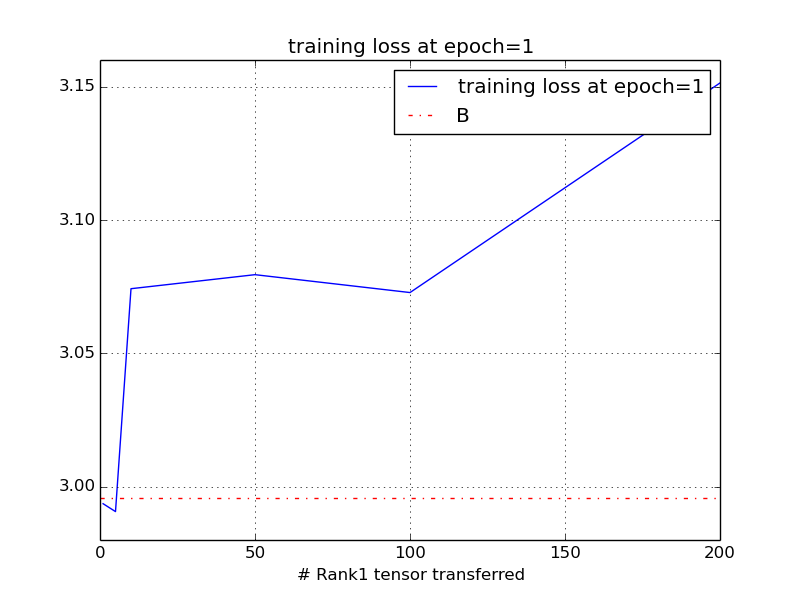 training loss at epoch=1
training loss at epoch=1
B
3.15
3.10
3.05
3.00
0 50 100 150 200
# Rank1 tensor transferred